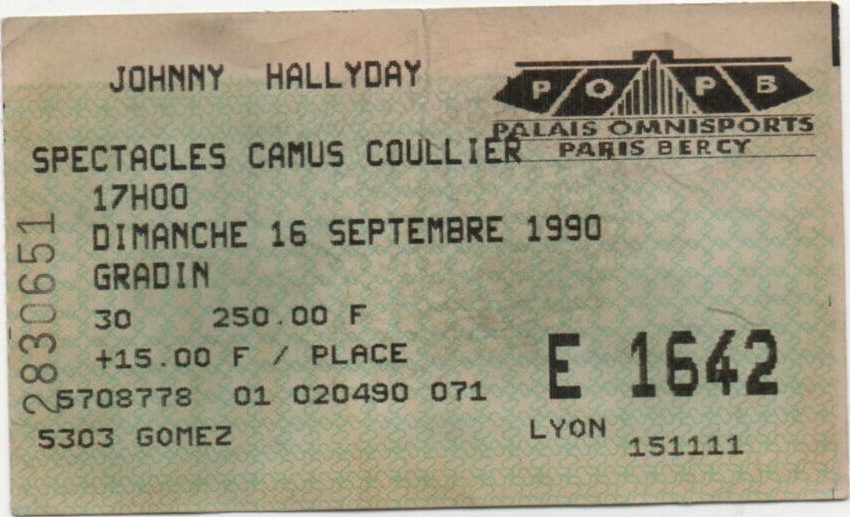 JOHNNY HALLYDAY
POPB
PALAIS OMNISPORTS
PARIS BERCY
SPECTACLES CAMUS COULLIER
17H00
DIMANCHE 16 SEPTEMBRE 1990
GRADIN
30 250.00 F
+15.00 F / PLACE
5708778 01 020490 071
5303 GOMEZ
E 1642
LYON 151111
2830651